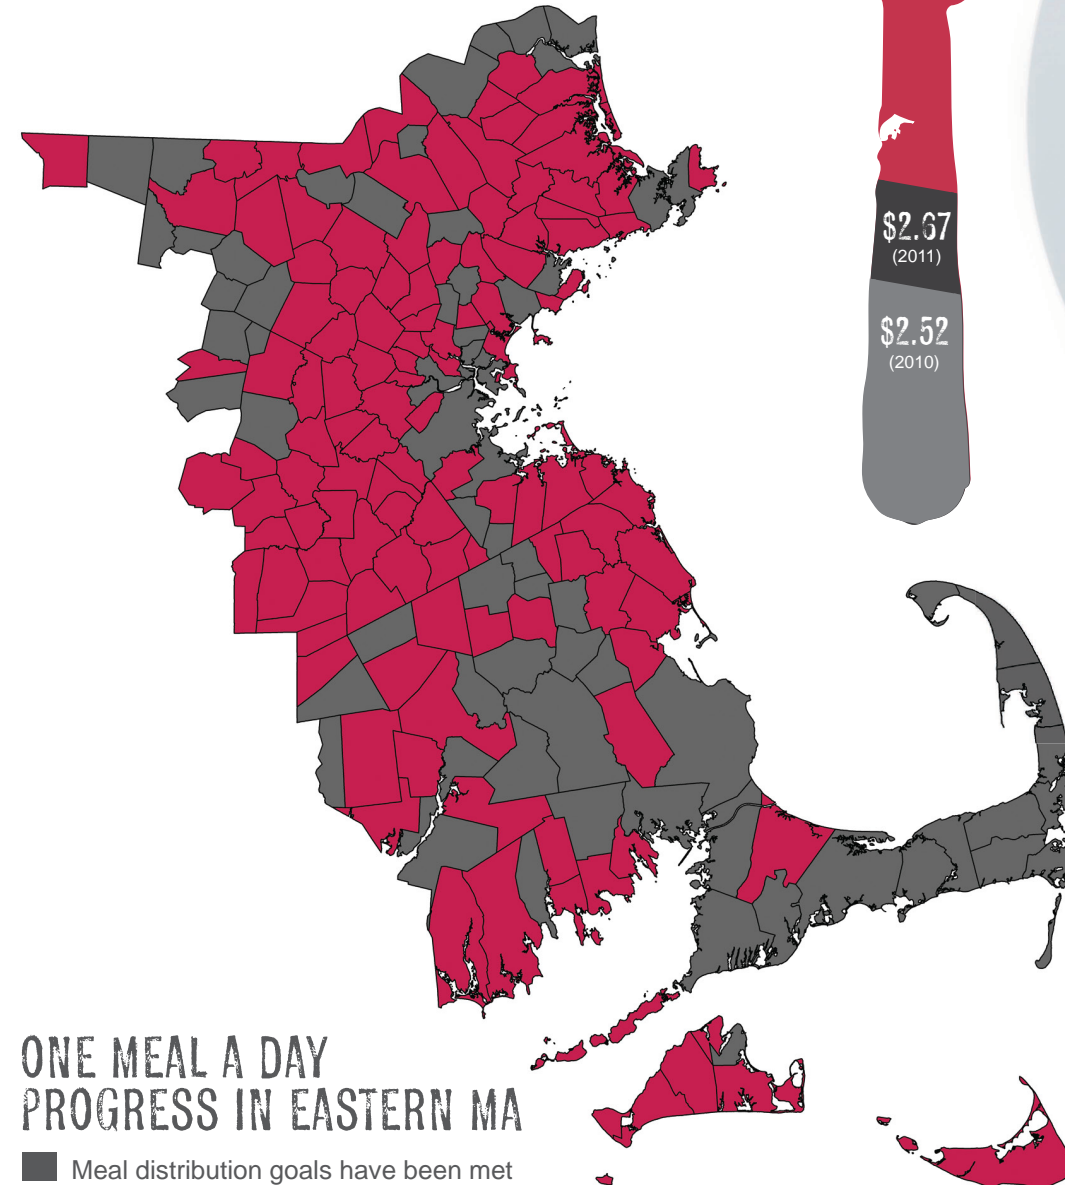 $2.67
(2011)
$2.52
(2010)
ONE MEAL A DAY
PROGRESS IN EASTERN MA
Meal distribution goals have been met